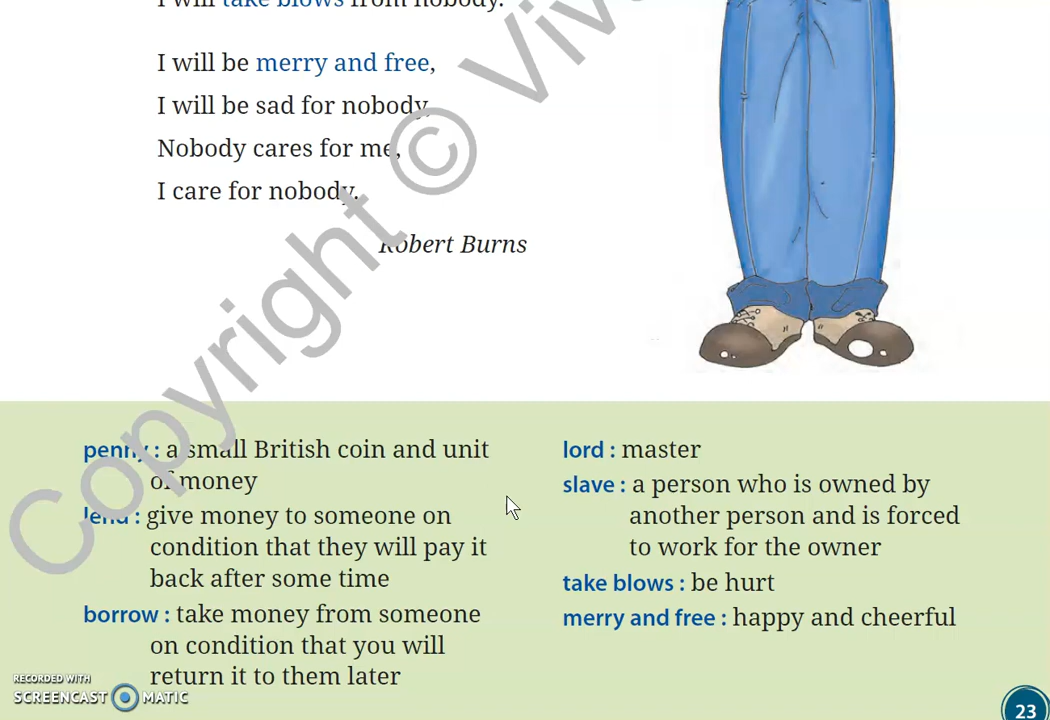 I will take blows from nobody.
I will be merry and free,
I will be sad for nobody,
Nobody cares for me,
I care for nobody.
Robert Burns
penny : a small British coin and unit
of money
lend : give money to someone on
condition that they will pay it
back after some time
borrow : take money from someone
on condition that you will
return it to them later
lord : master
slave : a person who is owned by
another person and is forced
to work for the owner
take blows : be hurt
merry and free : happy and cheerful
Copyright © Viv
RECORDED WITH
SCREENCAST MATIC
23